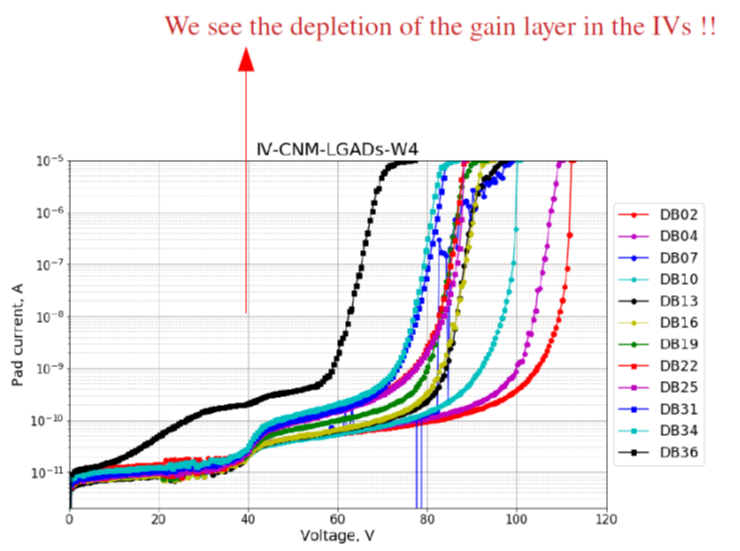 We see the depletion of the gain layer in the IVs !!
IV-CNM-LGADs-W4
Pad current, A
10⁻⁵
10⁻⁶
10⁻⁷
10⁻⁸
10⁻⁹
10⁻¹⁰
10⁻¹¹
0 20 40 60 80 100 120
Voltage, V
DB02
DB04
DB07
DB10
DB13
DB16
DB19
DB22
DB25
DB31
DB34
DB36